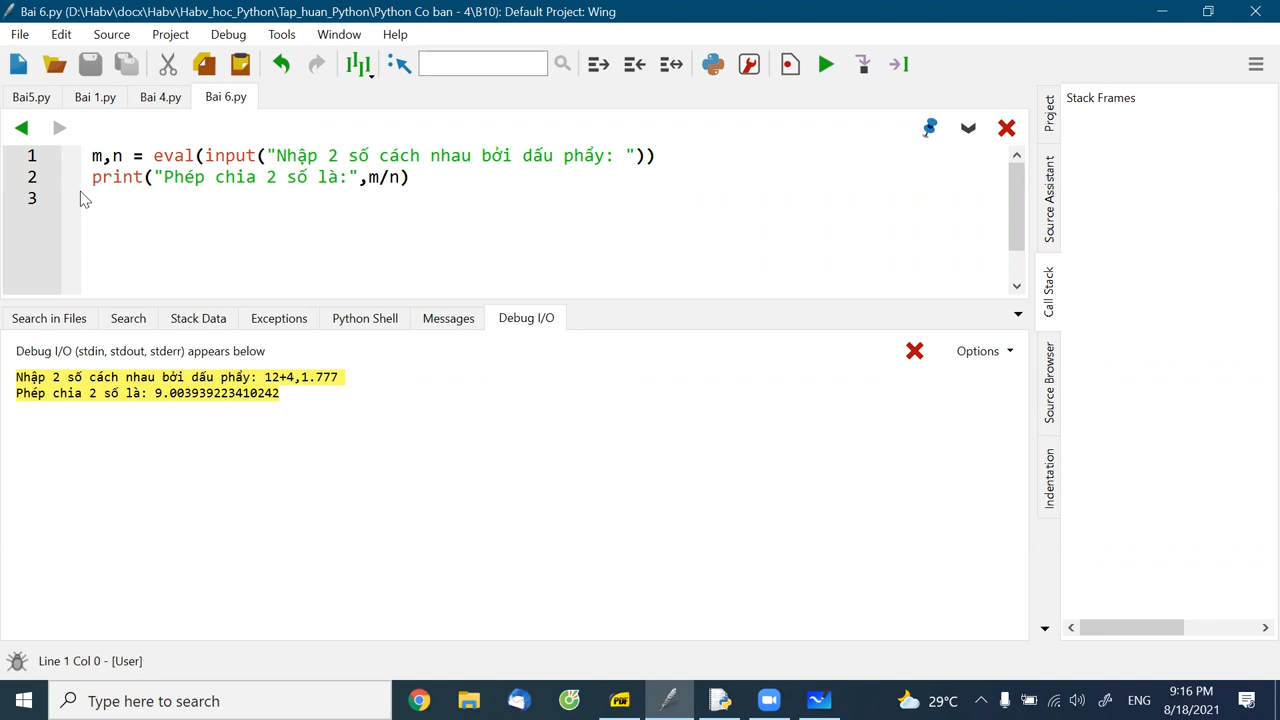 Bai 6.py (D:\Habv\docx\Habv\Habv_hoc_Python\Tap_huan_Python\Python Co ban - 4\B10): Default Project: Wing
File Edit Source Project Debug Tools Window Help
Bai5.py Bai 1.py Bai 4.py Bai 6.py
1 m,n = eval(input("Nhập 2 số cách nhau bởi dấu phẩy: "))
2 print("Phép chia 2 số là:",m/n)
3
Search in Files Search Stack Data Exceptions Python Shell Messages Debug I/O
Debug I/O (stdin, stdout, stderr) appears below
Options
Nhập 2 số cách nhau bởi dấu phẩy: 12+4,1.777
Phép chia 2 số là: 9.003939223410242
Project
Source Assistant
Call Stack
Source Browser
Indentation
Stack Frames
Line 1 Col 0 - [User]
Type here to search
PDF
29°C
ENG
9:16 PM
8/18/2021